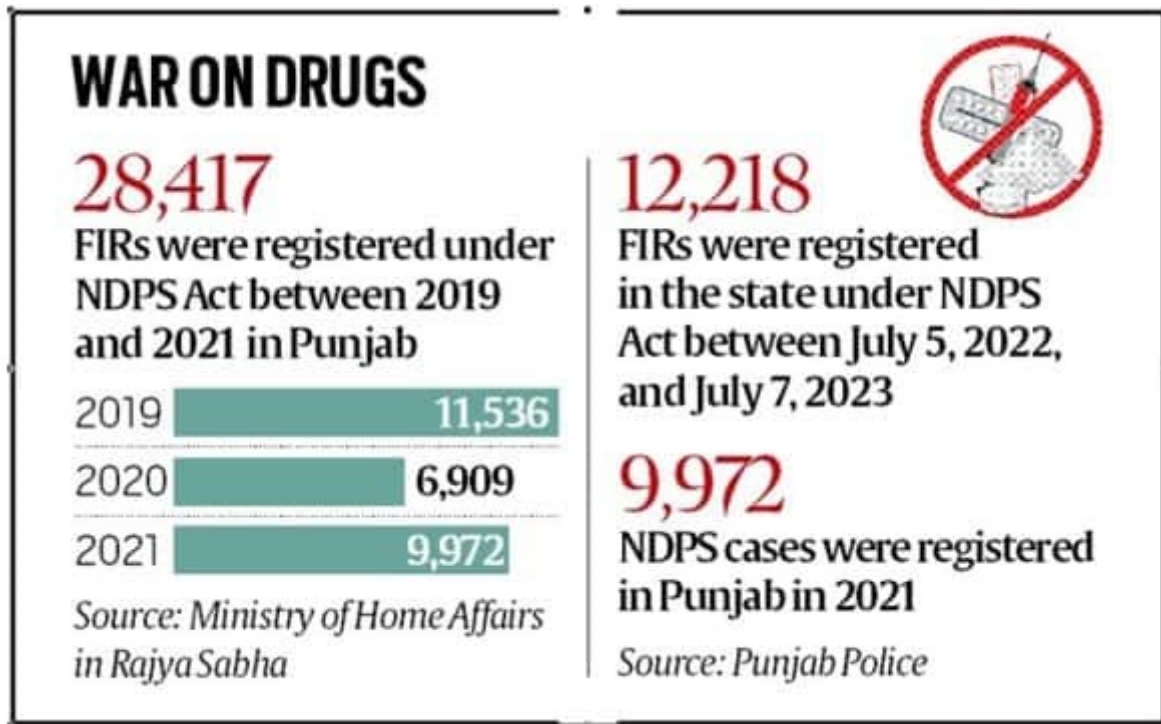 WAR ON DRUGS
28,417
FIRs were registered under
NDPS Act between 2019
and 2021 in Punjab
2019 11,536
2020 6,909
2021 9,972
Source: Ministry of Home Affairs
in Rajya Sabha
12,218
FIRs were registered
in the state under NDPS
Act between July 5, 2022,
and July 7, 2023
9,972
NDPS cases were registered
in Punjab in 2021
Source: Punjab Police